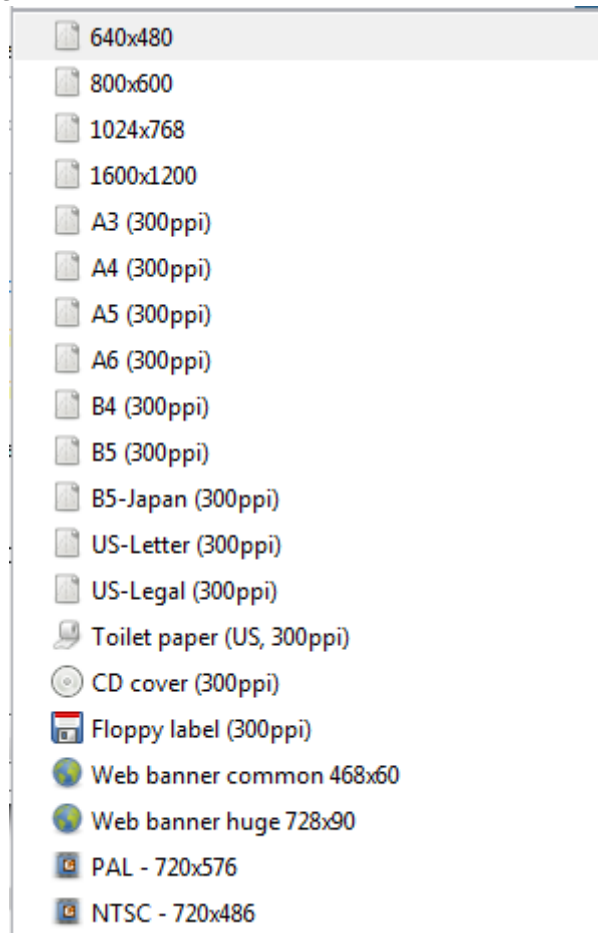 640x480
800x600
1024x768
1600x1200
A3 (300ppi)
A4 (300ppi)
A5 (300ppi)
A6 (300ppi)
B4 (300ppi)
B5 (300ppi)
B5-Japan (300ppi)
US-Letter (300ppi)
US-Legal (300ppi)
Toilet paper (US, 300ppi)
CD cover (300ppi)
Floppy label (300ppi)
Web banner common 468x60
Web banner huge 728x90
PAL - 720x576
NTSC - 720x486